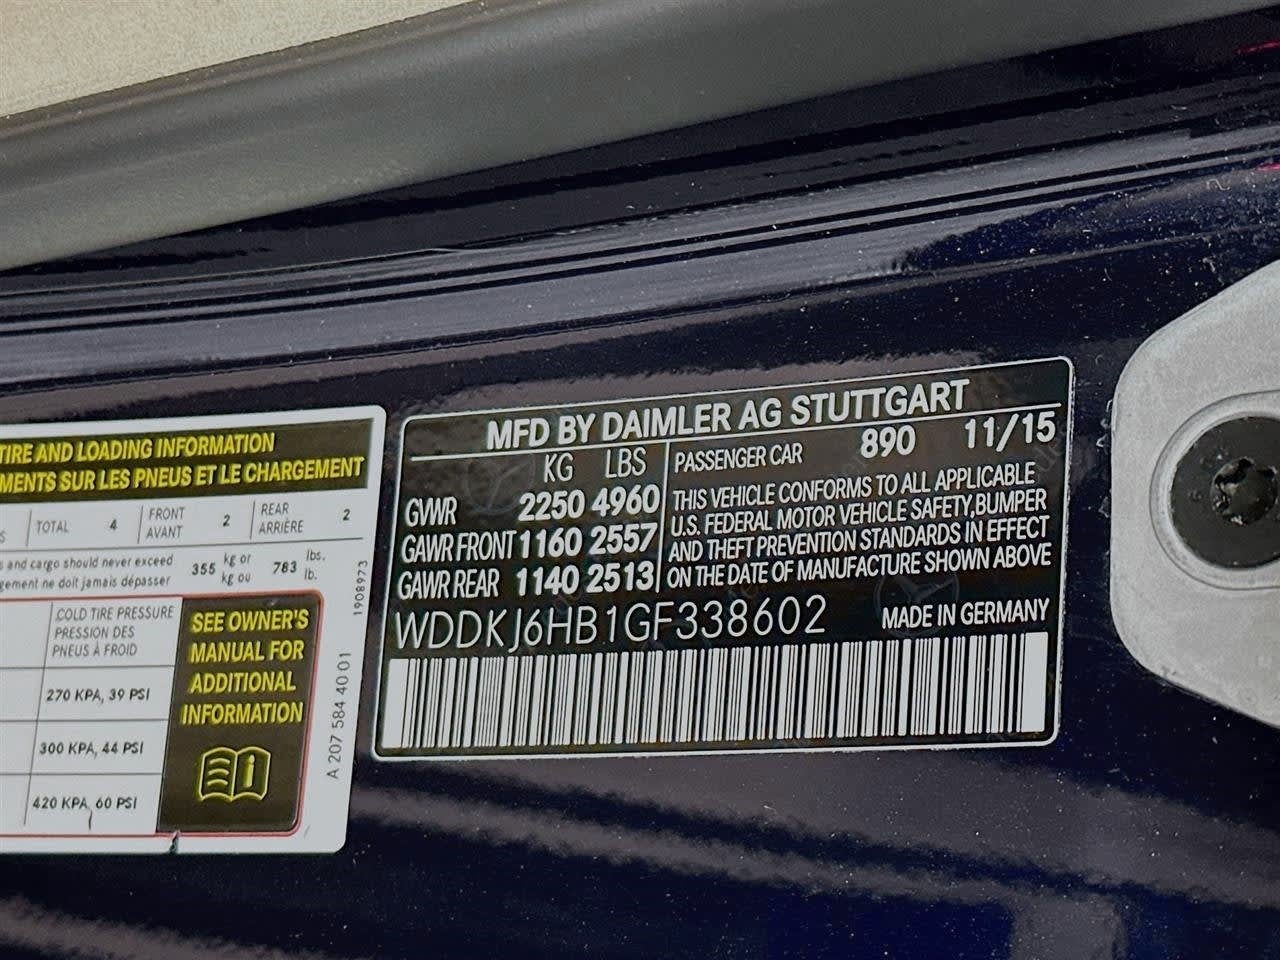 TIRE AND LOADING INFORMATION
MENTS SUR LES PNEUS ET LE CHARGEMENT
S TOTAL 4 FRONT AVANT 2 REAR ARRIÈRE 2
s and cargo should never exceed 355 kg or 783 lbs.
gement ne doit jamais dépasser kg ou lb.
COLD TIRE PRESSURE
PRESSION DES
PNEUS À FROID
270 KPA, 39 PSI
300 KPA, 44 PSI
420 KPA, 60 PSI
SEE OWNER'S
MANUAL FOR
ADDITIONAL
INFORMATION
1908973
A 207 584 40 01
MFD BY DAIMLER AG STUTTGART
KG LBS
GVWR 2250 4960
GAWR FRONT 1160 2557
GAWR REAR 1140 2513
PASSENGER CAR 890 11/15
THIS VEHICLE CONFORMS TO ALL APPLICABLE
U.S. FEDERAL MOTOR VEHICLE SAFETY,BUMPER
AND THEFT PREVENTION STANDARDS IN EFFECT
ON THE DATE OF MANUFACTURE SHOWN ABOVE
WDDKJ6HB1GF338602 MADE IN GERMANY